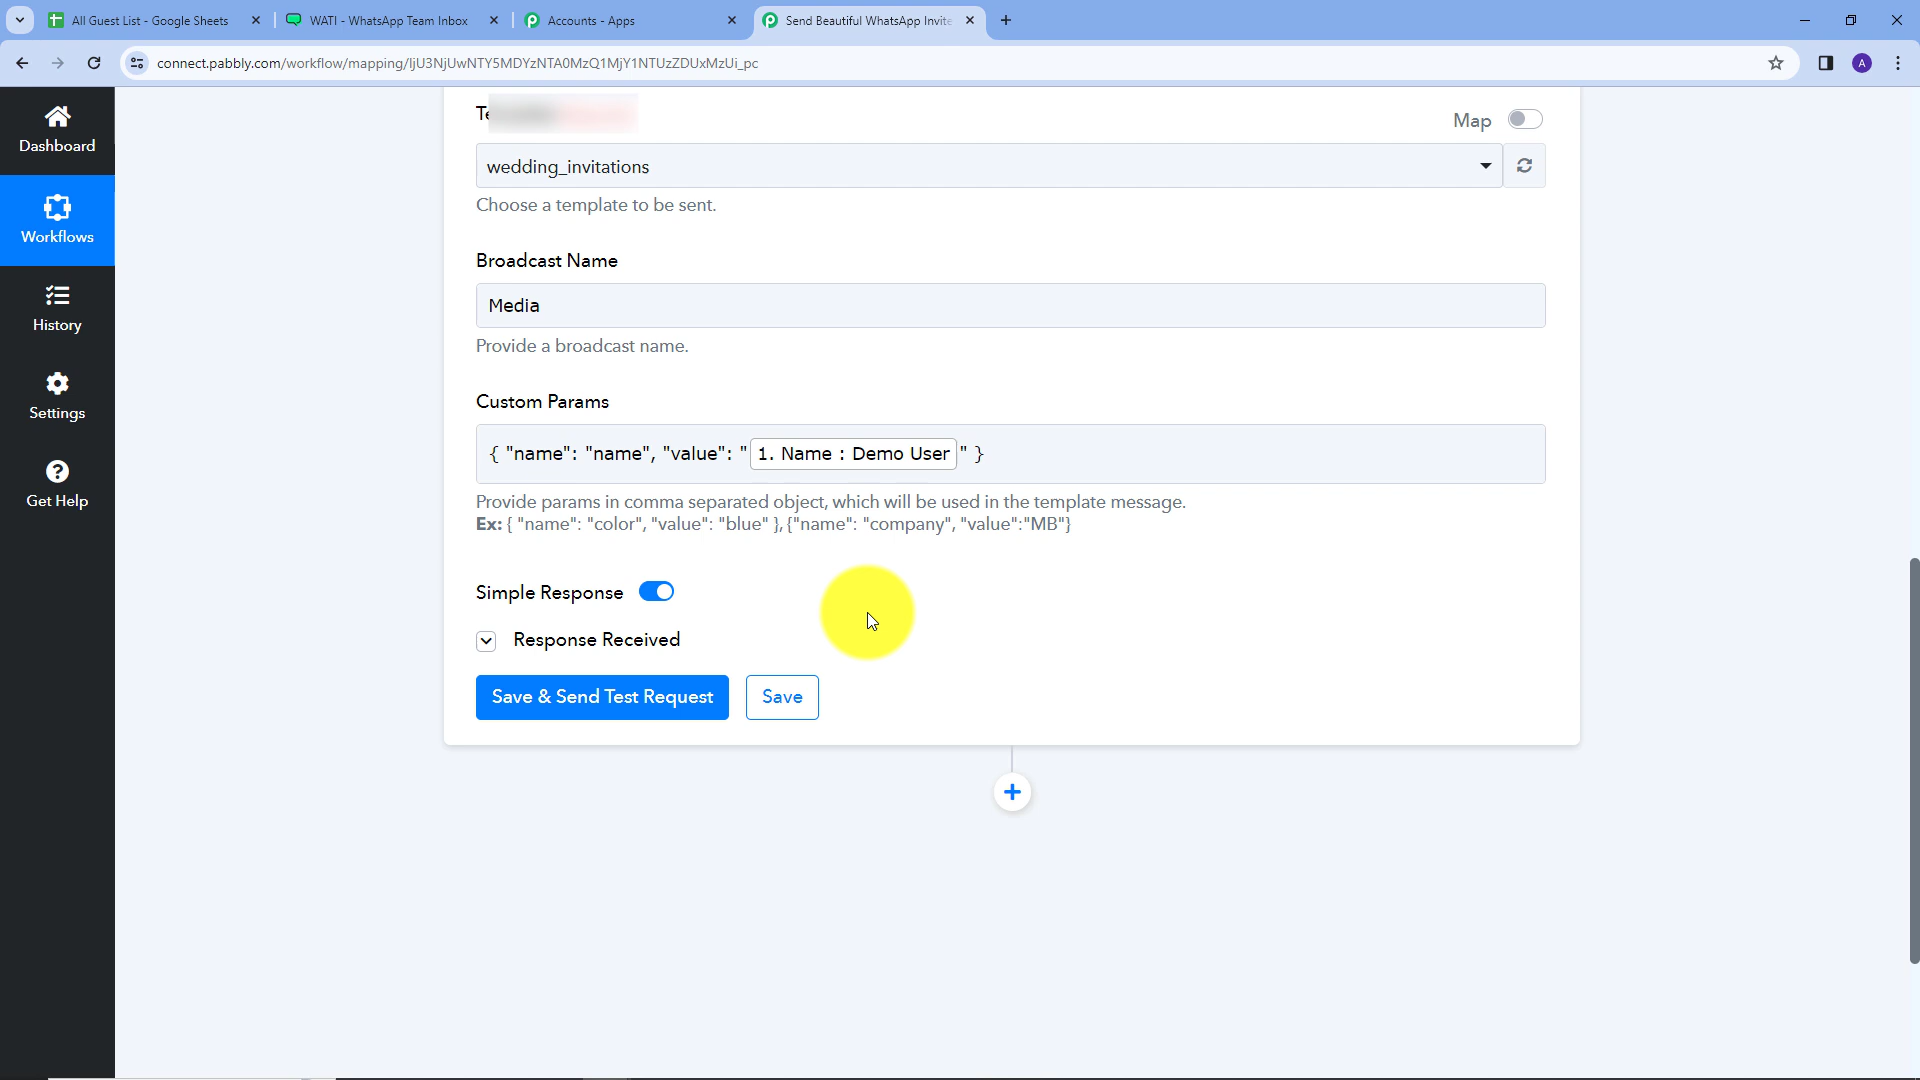 All Guest List - Google Sheets
WATI - WhatsApp Team Inbox
Accounts - Apps
Send Beautiful WhatsApp Invite
connect.pabbly.com/workflow/mapping/IjU3NjUwNTY5MDYzNTA0MzQ1MjY1NTUzZDUxMzUi_pc
A
Dashboard
Workflows
History
Settings
Get Help
Map
wedding_invitations
Choose a template to be sent.
Broadcast Name
Media
Provide a broadcast name.
Custom Params
{ "name": "name", "value": " 1. Name : Demo User " }
Provide params in comma separated object, which will be used in the template message.
Ex: { "name": "color", "value": "blue" }, {"name": "company", "value":"MB"}
Simple Response
Response Received
Save & Send Test Request
Save